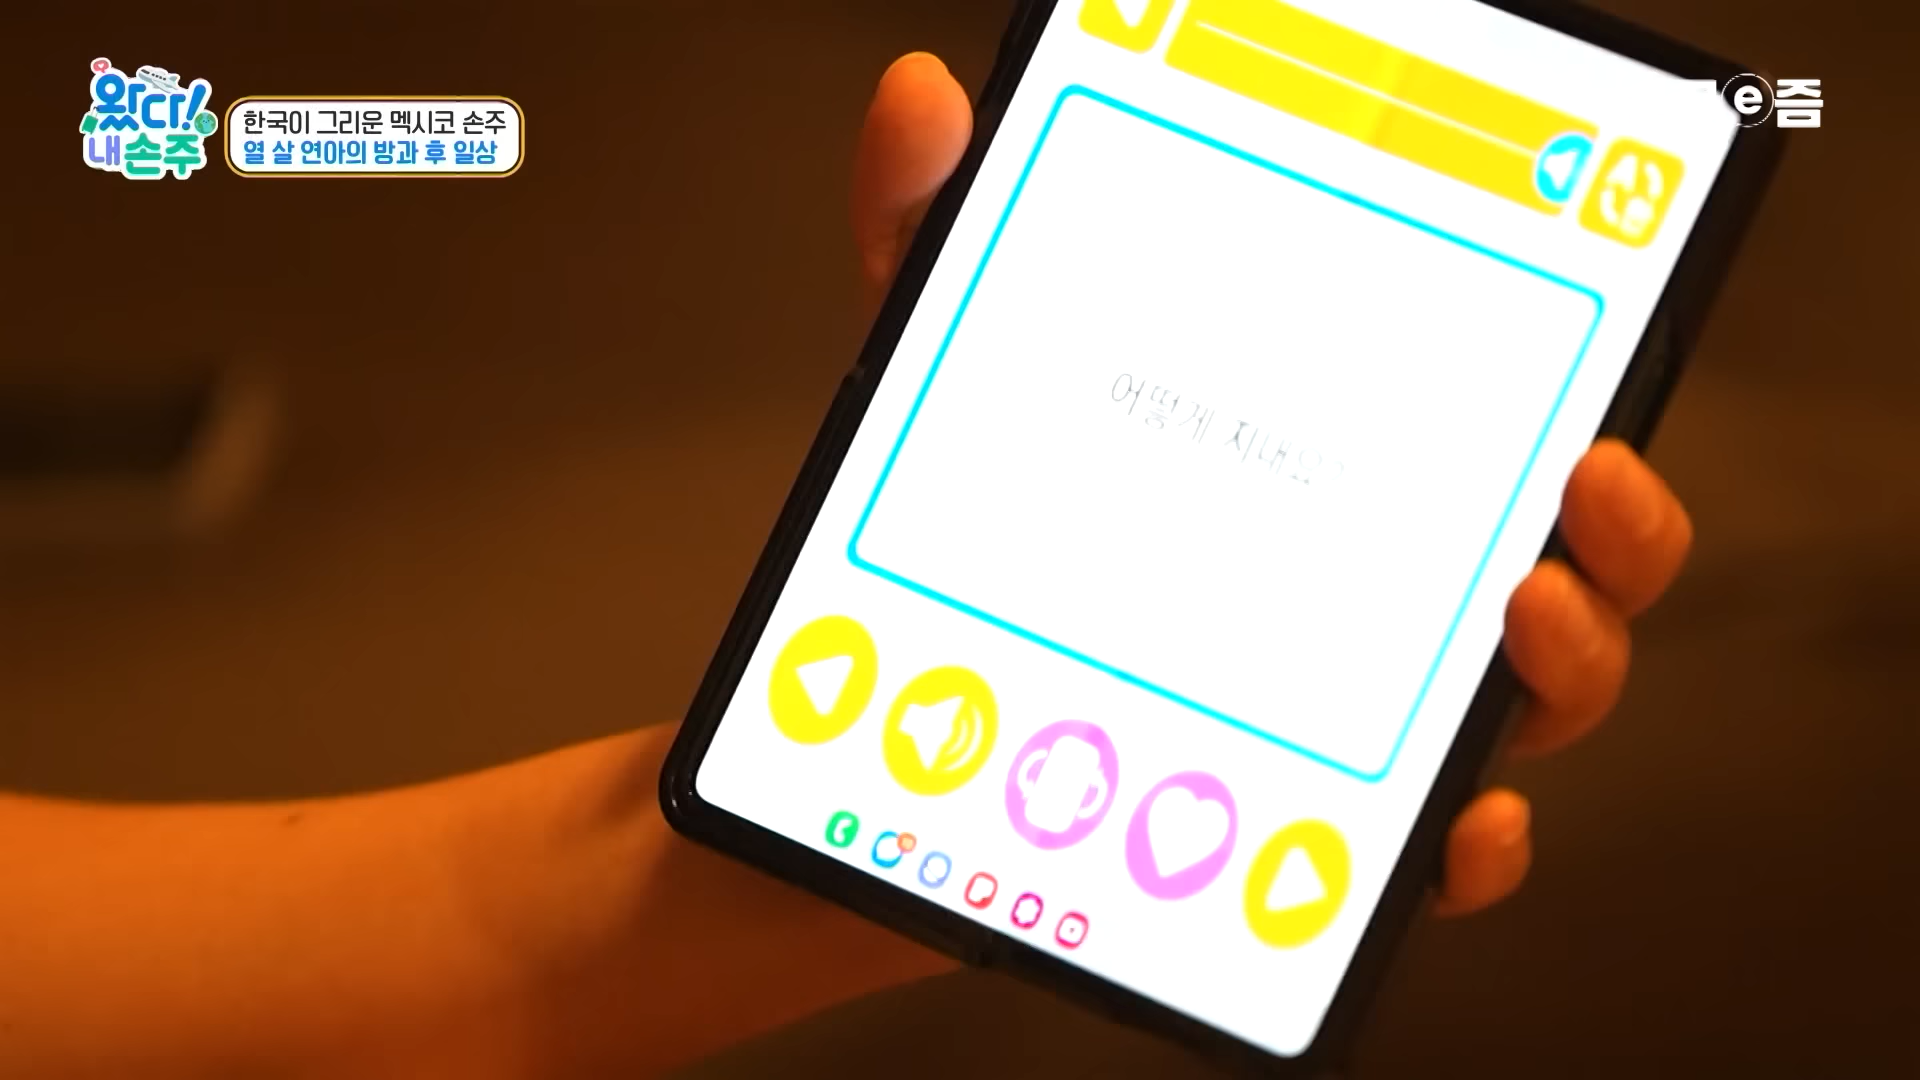 왔다!
내손주
한국이 그리운 멕시코 손주
열 살 연아의 방과 후 일상
e즘
어떻게 지내요?